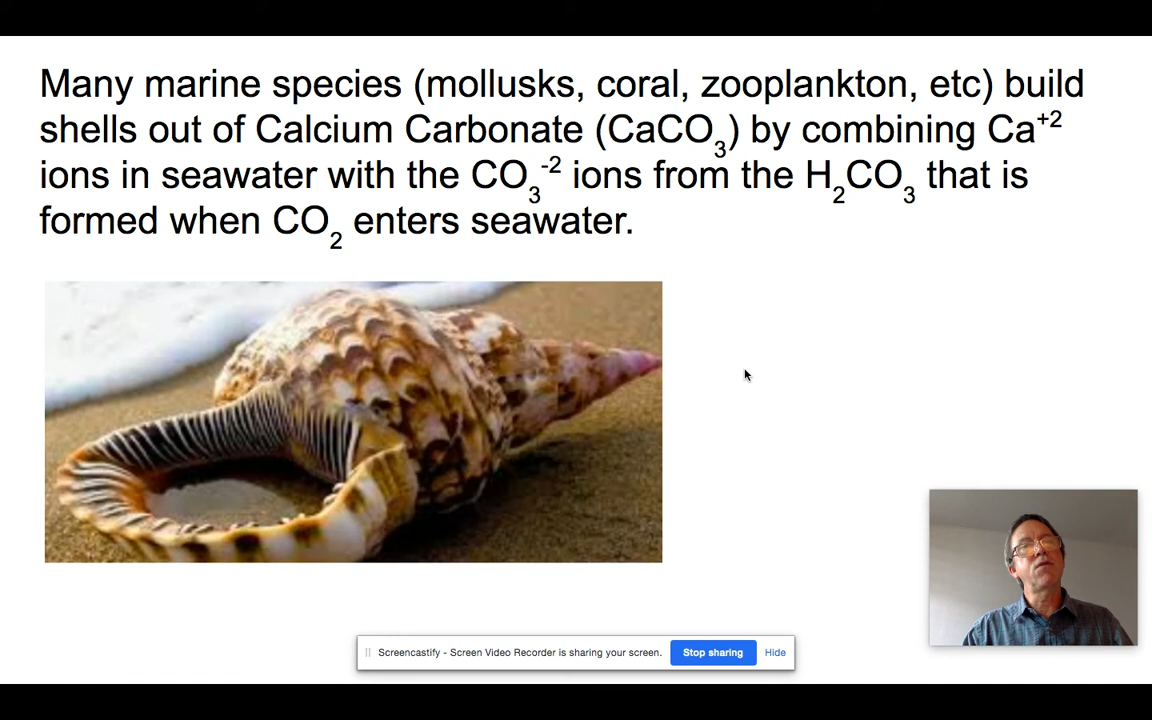 Many marine species (mollusks, coral, zooplankton, etc) build
shells out of Calcium Carbonate (CaCO₃) by combining Ca⁺²
ions in seawater with the CO₃⁻² ions from the H₂CO₃ that is
formed when CO₂ enters seawater.
Screencastify - Screen Video Recorder is sharing your screen. Stop sharing Hide